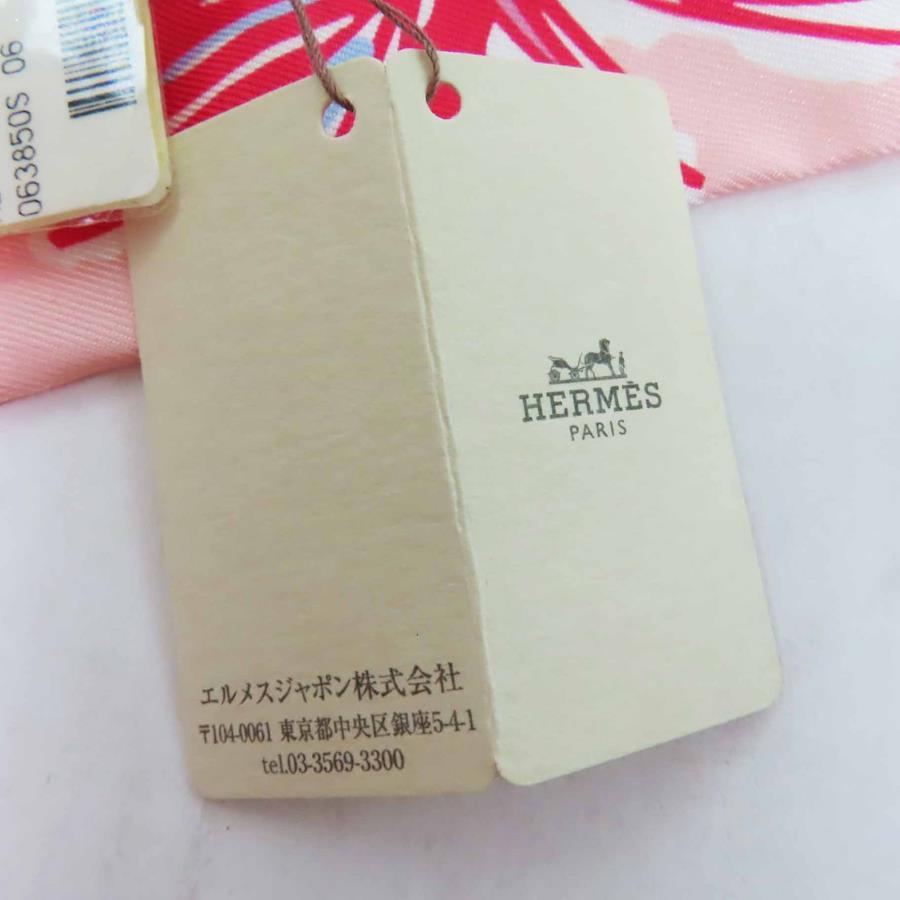 063850S 06
HERMÈS
PARIS
エルメスジャポン株式会社
〒104-0061 東京都中央区銀座5-4-1
tel.03-3569-3300